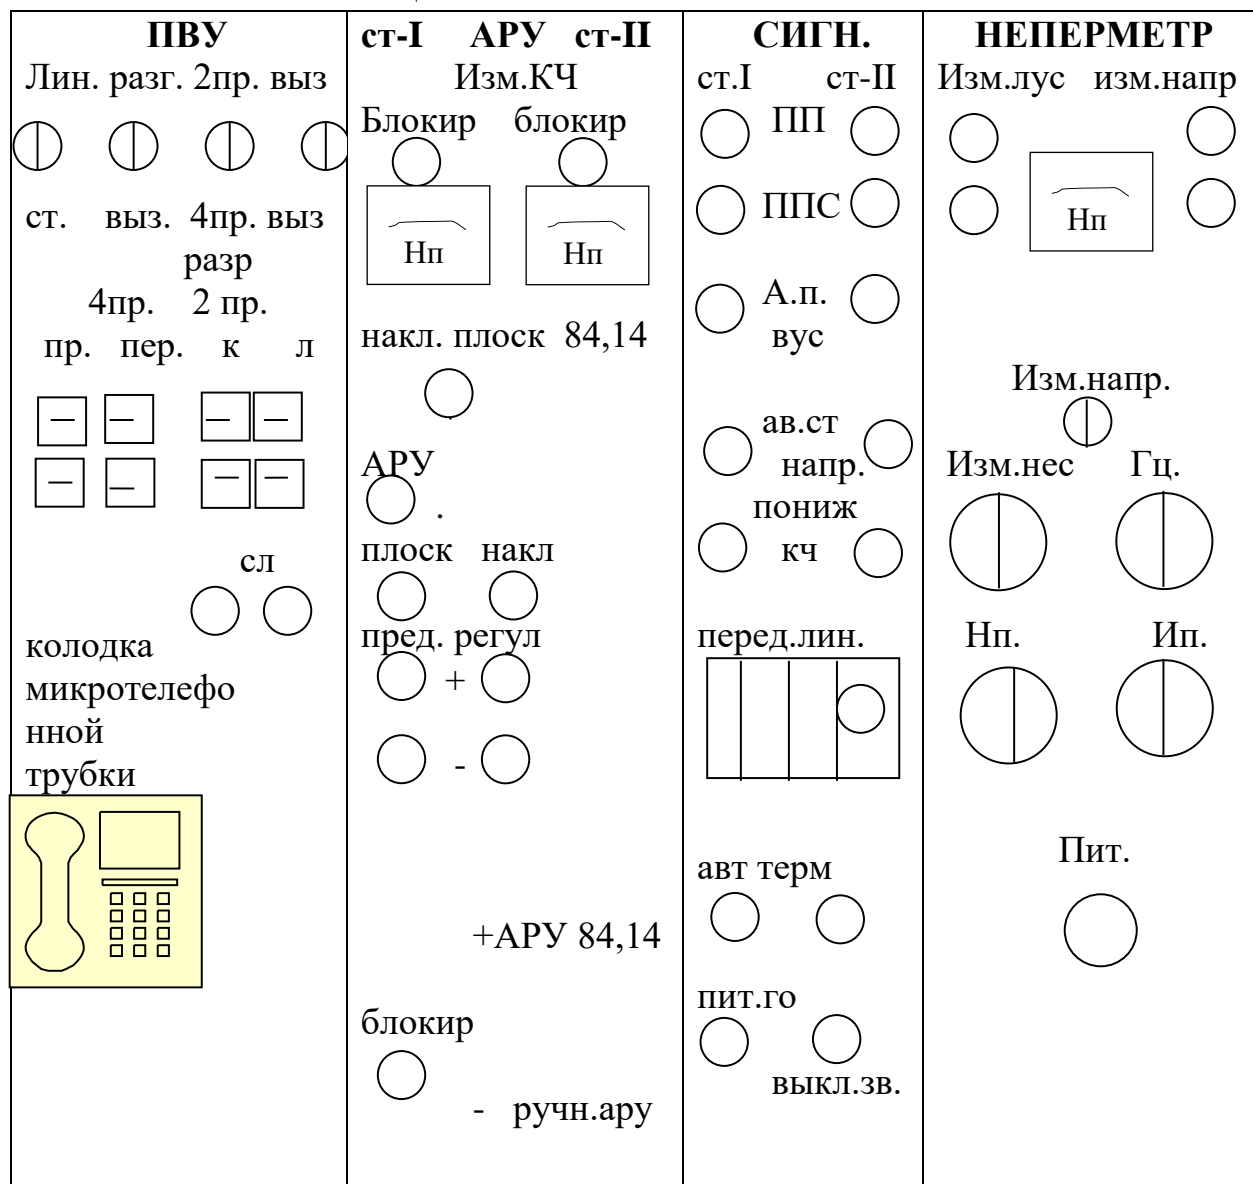 ПВУ
Лин. разг. 2пр. выз
ст. выз. 4пр. выз
разр
4пр. 2 пр.
пр. пер. к л
сл
колодка
микротелефо
нной
трубки
ст-I АРУ ст-II
Изм.КЧ
Блокир блокир
Нп Нп
накл. плоск 84,14
АРУ
.
плоск накл
пред. регул
+
-
+АРУ 84,14
блокир
- ручн.ару
СИГН.
ст.I ст-II
ПП
ППС
А.п.
вус
ав.ст
напр.
пониж
кч
перед.лин.
авт терм
пит.го
выкл.зв.
НЕПЕРМЕТР
Изм.лус изм.напр
Нп
Изм.напр.
Изм.нес Гц.
Нп. Ип.
Пит.